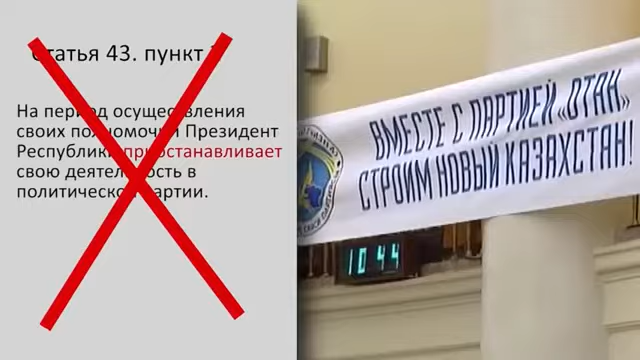 Статья 43. пункт
На период осуществления
своих полномочий Президент
Республики приостанавливает
свою деятельность в
политической партии.
ВМЕСТЕ С ПАРТИЕЙ „ОТАН“
СТРОИМ НОВЫЙ КАЗАХСТАН!
10 44